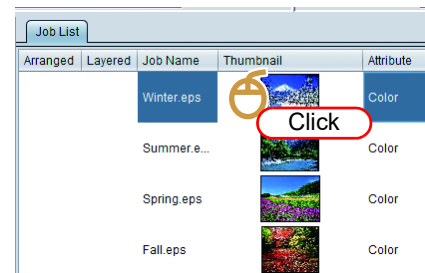 Job List
Arranged Layered Job Name Thumbnail Attribute
Winter.eps Color
Click
Summer.e... Color
Spring.eps Color
Fall.eps Color